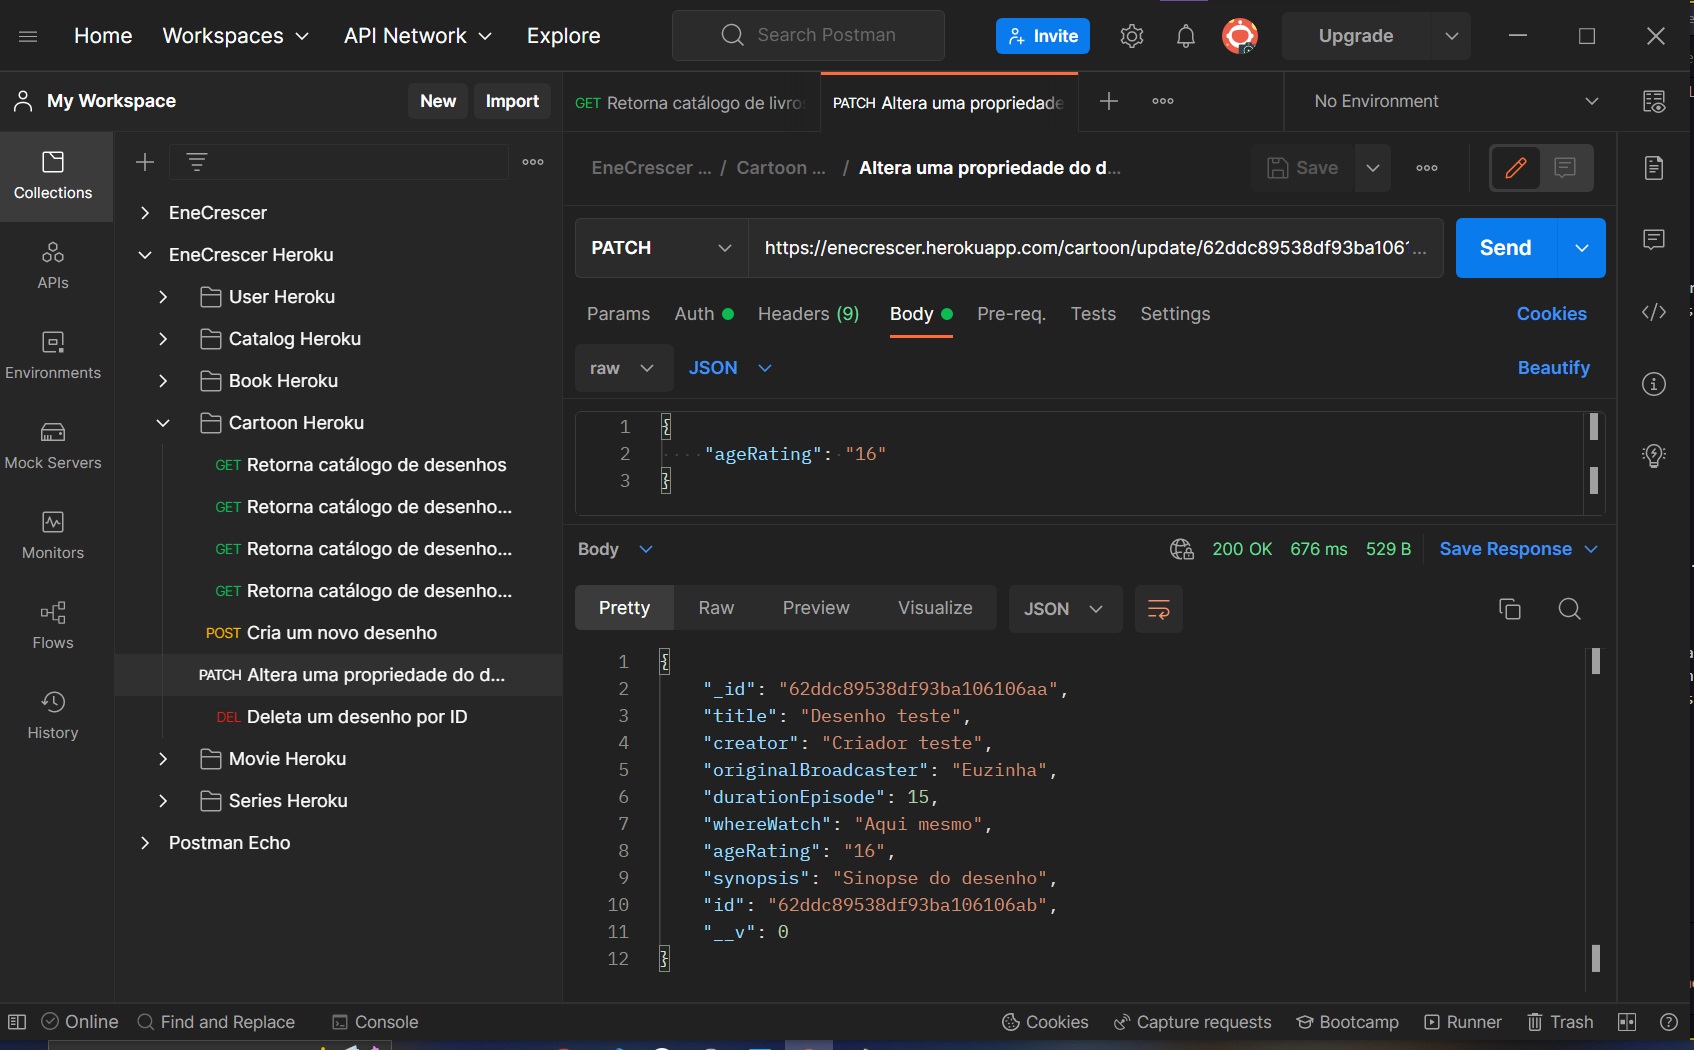 Home Workspaces API Network Explore Search Postman Invite Upgrade
My Workspace New Import
GET Retorna catálogo de livros PATCH Altera uma propriedade No Environment
Collections
APIs
Environments
Mock Servers
Monitors
Flows
History
EneCrescer
EneCrescer Heroku
User Heroku
Catalog Heroku
Book Heroku
Cartoon Heroku
GET Retorna catálogo de desenhos
GET Retorna catálogo de desenho...
GET Retorna catálogo de desenho...
GET Retorna catálogo de desenho...
POST Cria um novo desenho
PATCH Altera uma propriedade do d...
DEL Deleta um desenho por ID
Movie Heroku
Series Heroku
Postman Echo
EneCrescer ... / Cartoon ... / Altera uma propriedade do d... Save
PATCH https://enecrescer.herokuapp.com/cartoon/update/62ddc89538df93ba106... Send
Params Auth Headers (9) Body Pre-req. Tests Settings Cookies
raw JSON Beautify
1 {
2 "ageRating": "16"
3 }
Body 200 OK 676 ms 529 B Save Response
Pretty Raw Preview Visualize JSON
1 {
2 "_id": "62ddc89538df93ba106106aa",
3 "title": "Desenho teste",
4 "creator": "Criador teste",
5 "originalBroadcaster": "Euzinha",
6 "durationEpisode": 15,
7 "whereWatch": "Aqui mesmo",
8 "ageRating": "16",
9 "synopsis": "Sinopse do desenho",
10 "id": "62ddc89538df93ba106106ab",
11 "__v": 0
12 }
Online Find and Replace Console Cookies Capture requests Bootcamp Runner Trash